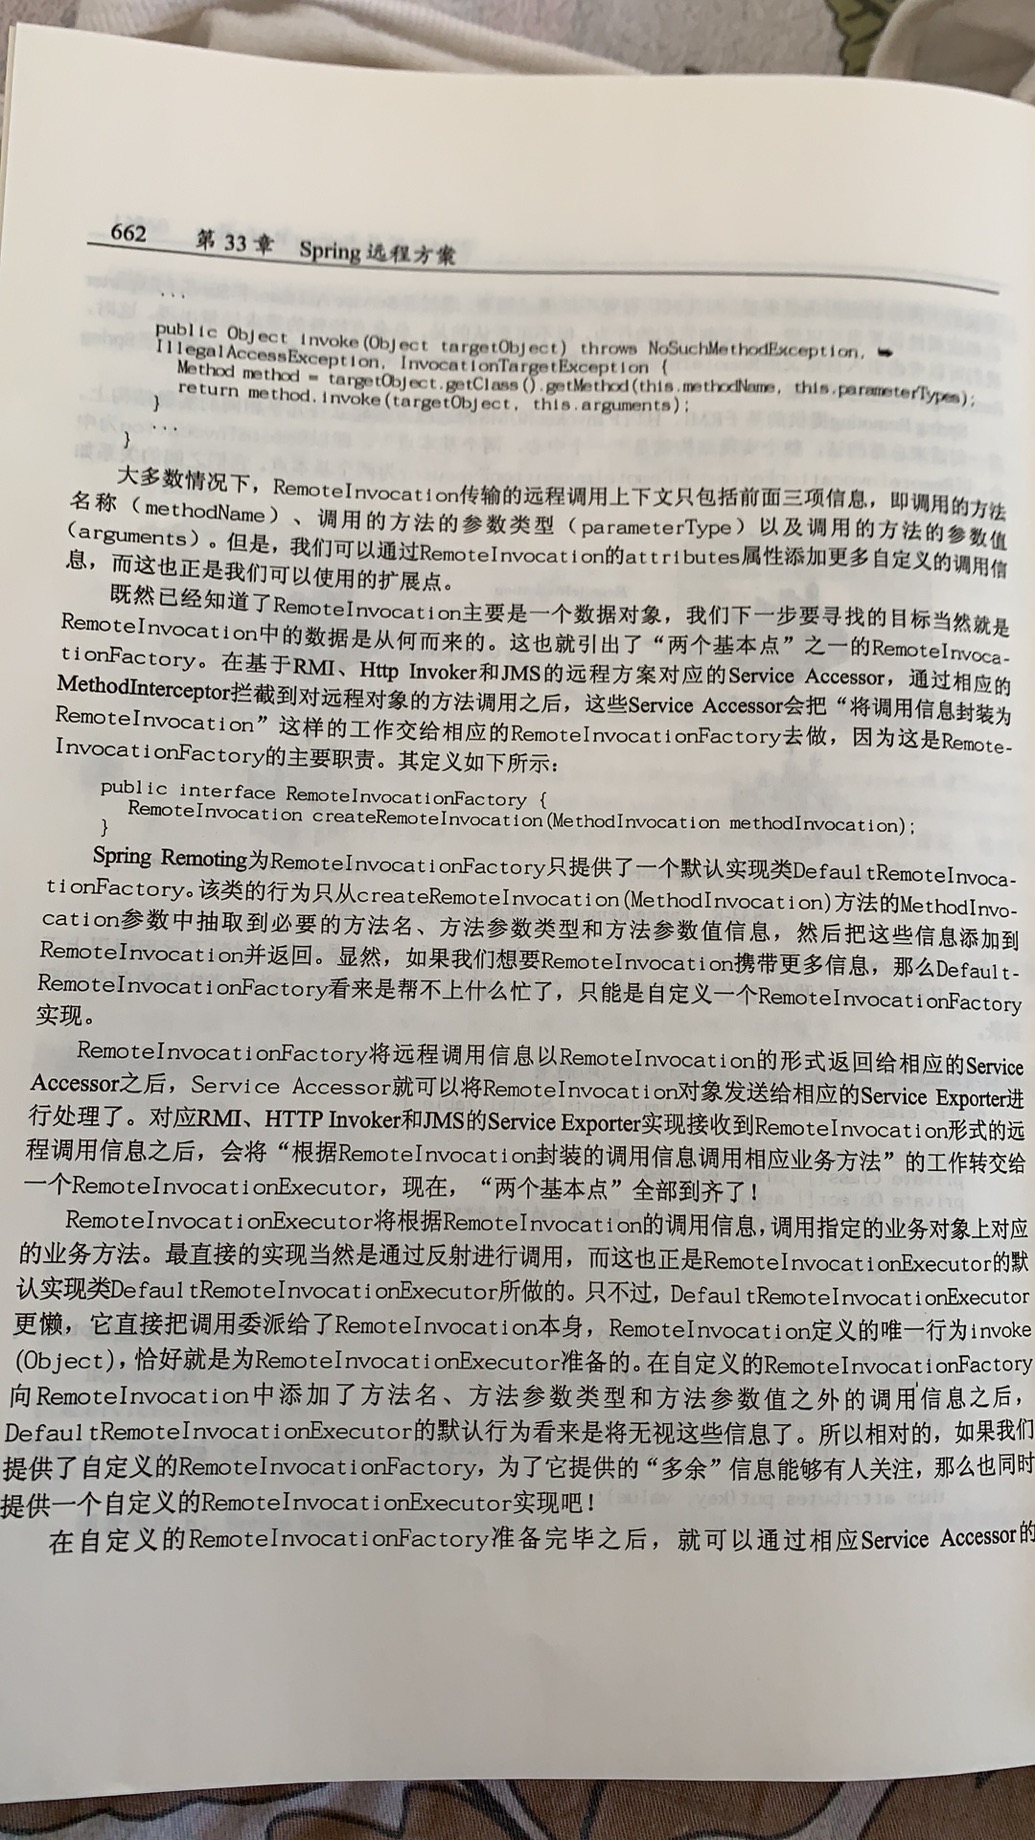 662 第 33 章 Spring 远程方案
...
public Object invoke(Object targetObject) throws NoSuchMethodException, ➥
IllegalAccessException, InvocationTargetException {
Method method = targetObject.getClass().getMethod(this.methodName, this.parameterTypes);
return method.invoke(targetObject, this.arguments);
}
...
}
大多数情况下，RemoteInvocation传输的远程调用上下文只包括前面三项信息，即调用的方法
名称（methodName）、调用的方法的参数类型（parameterType）以及调用的方法的参数值
（arguments）。但是，我们可以通过RemoteInvocation的attributes属性添加更多自定义的调用信
息，而这也正是我们可以使用的扩展点。
既然已经知道了RemoteInvocation主要是一个数据对象，我们下一步要寻找的目标当然就是
RemoteInvocation中的数据是从何而来的。这也就引出了“两个基本点”之一的RemoteInvoca-
tionFactory。在基于RMI、Http Invoker和JMS的远程方案对应的Service Accessor，通过相应的
MethodInterceptor拦截到对远程对象的方法调用之后，这些Service Accessor会把“将调用信息封装为
RemoteInvocation”这样的工作交给相应的RemoteInvocationFactory去做，因为这是Remote-
InvocationFactory的主要职责。其定义如下所示：
public interface RemoteInvocationFactory {
RemoteInvocation createRemoteInvocation(MethodInvocation methodInvocation);
}
Spring Remoting为RemoteInvocationFactory只提供了一个默认实现类DefaultRemoteInvoca-
tionFactory。该类的行为只从createRemoteInvocation(MethodInvocation)方法的MethodInvo-
cation参数中抽取到必要的方法名、方法参数类型和方法参数值信息，然后把这些信息添加到
RemoteInvocation并返回。显然，如果我们想要RemoteInvocation携带更多信息，那么Default-
RemoteInvocationFactory看来是帮不上什么忙了，只能是自定义一个RemoteInvocationFactory
实现。
RemoteInvocationFactory将远程调用信息以RemoteInvocation的形式返回给相应的Service
Accessor之后，Service Accessor就可以将RemoteInvocation对象发送给相应的Service Exporter进
行处理了。对应RMI、HTTP Invoker和JMS的Service Exporter实现接收到RemoteInvocation形式的远
程调用信息之后，会将“根据RemoteInvocation封装的调用信息调用相应业务方法”的工作转交给
一个RemoteInvocationExecutor，现在，“两个基本点”全部到齐了！
RemoteInvocationExecutor将根据RemoteInvocation的调用信息，调用指定的业务对象上对应
的业务方法。最直接的实现当然是通过反射进行调用，而这也正是RemoteInvocationExecutor的默
认实现类DefaultRemoteInvocationExecutor所做的。只不过，DefaultRemoteInvocationExecutor
更懒，它直接把调用委派给了RemoteInvocation本身，RemoteInvocation定义的唯一行为invoke
(Object)，恰好就是为RemoteInvocationExecutor准备的。在自定义的RemoteInvocationFactory
向RemoteInvocation中添加了方法名、方法参数类型和方法参数值之外的调用信息之后，
DefaultRemoteInvocationExecutor的默认行为看来是将无视这些信息了。所以相对的，如果我们
提供了自定义的RemoteInvocationFactory，为了它提供的“多余”信息能够有人关注，那么也同时
提供一个自定义的RemoteInvocationExecutor实现吧！
在自定义的RemoteInvocationFactory准备完毕之后，就可以通过相应Service Accessor的